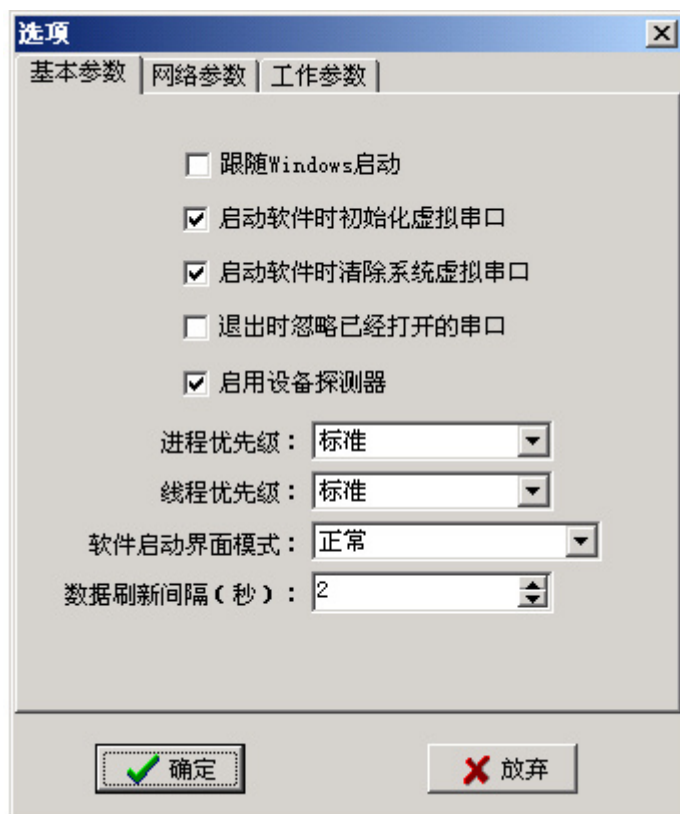 选项
基本参数 网络参数 工作参数
跟随Windows启动
启动软件时初始化虚拟串口
启动软件时清除系统虚拟串口
退出时忽略已经打开的串口
启用设备探测器
进程优先级： 标准
线程优先级： 标准
软件启动界面模式： 正常
数据刷新间隔（秒）： 2
确定 放弃